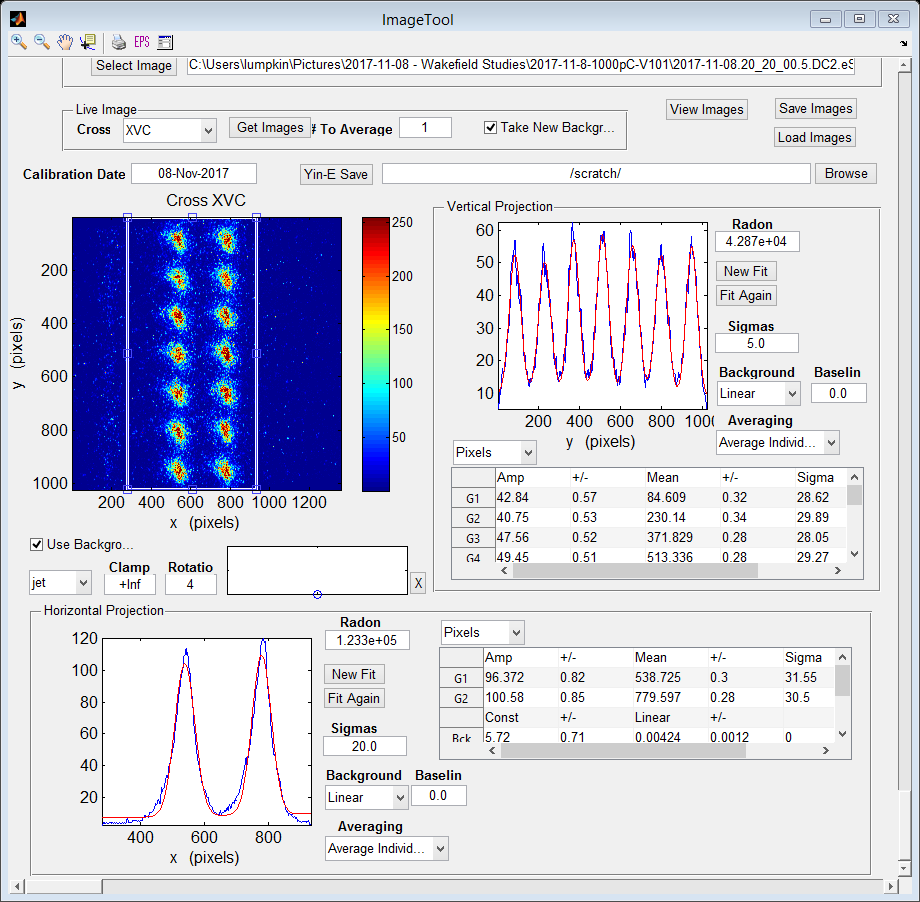 ImageTool
EPS
Select Image C:\Users\lumpkin\Pictures\2017-11-08 - Wakefield Studies\2017-11-8-1000pC-V101\2017-11-08.20_20_00.5.DC2.eS
Live Image
Cross XVC Get Images # To Average 1 Take New Backgr...
View Images Save Images
Load Images
Calibration Date 08-Nov-2017 Yin-E Save /scratch/ Browse
Cross XVC
200
400
600
800
1000
y (pixels)
200 400 600 800 1000 1200
x (pixels)
250
200
150
100
50
Vertical Projection
60
50
40
30
20
10
200 400 600 800 100
y (pixels)
Radon
4.287e+04
New Fit
Fit Again
Sigmas
5.0
Background Baselin
Linear 0.0
Averaging
Average Individ...
Pixels
Amp +/- Mean +/- Sigma
G1 42.84 0.57 84.609 0.32 28.62
G2 40.75 0.53 230.14 0.34 29.89
G3 47.56 0.52 371.829 0.28 28.05
G4 49.45 0.51 513.336 0.28 29.27
Use Backgro...
Clamp Rotatio
jet +Inf 4 X
Horizontal Projection
120
100
80
60
40
20
400 600 800
x (pixels)
Radon
1.233e+05
New Fit
Fit Again
Sigmas
20.0
Background Baselin
Linear 0.0
Averaging
Average Individ...
Pixels
Amp +/- Mean +/- Sigma
G1 96.372 0.82 538.725 0.3 31.55
G2 100.58 0.85 779.597 0.28 30.5
Const +/- Linear +/-
Bck 5.72 0.71 0.00424 0.0012 0